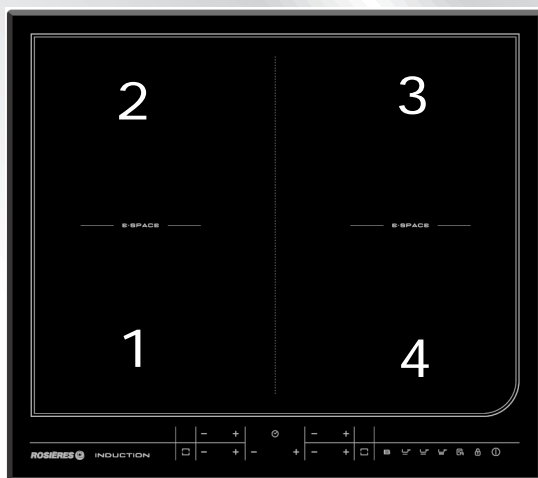 2 3
E·SPACE E·SPACE
1 4
− + − +
− + − + − +
ROSIÈRES INDUCTION